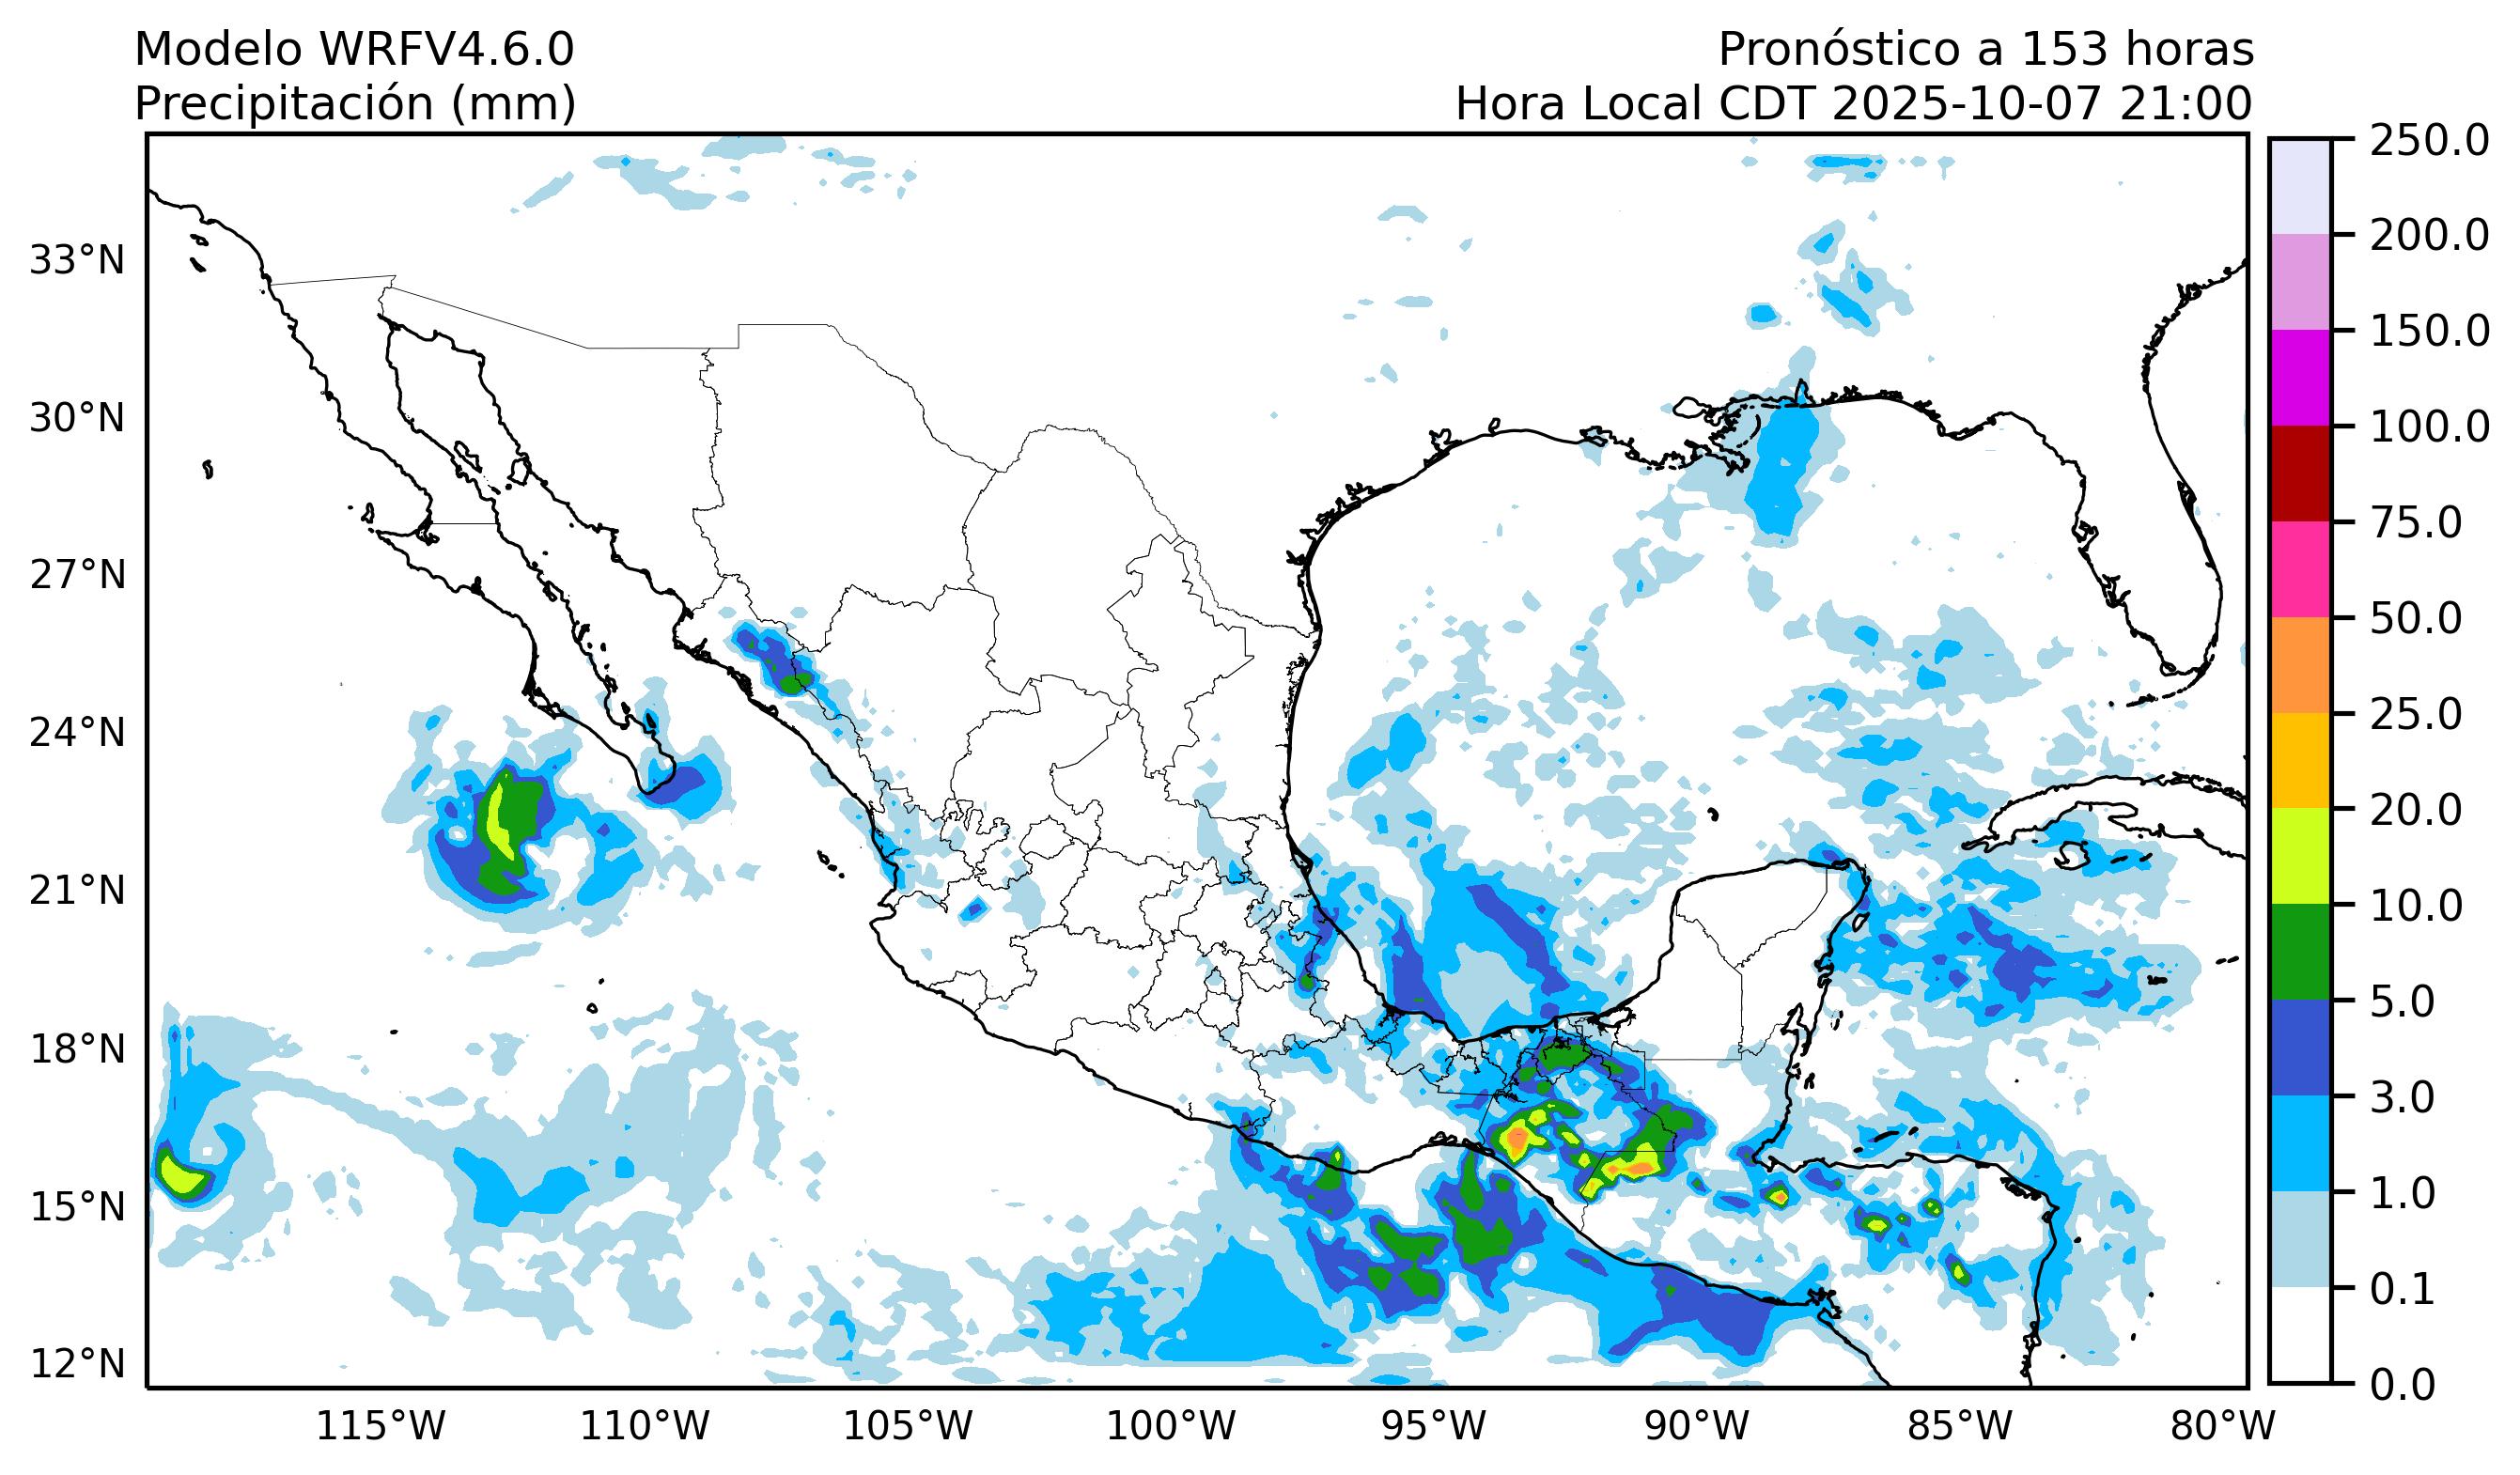 Modelo WRFV4.6.0
Precipitación (mm)
Pronóstico a 153 horas
Hora Local CDT 2025-10-07 21:00
33°N
30°N
27°N
24°N
21°N
18°N
15°N
12°N
115°W
110°W
105°W
100°W
95°W
90°W
85°W
80°W
250.0
200.0
150.0
100.0
75.0
50.0
25.0
20.0
10.0
5.0
3.0
1.0
0.1
0.0